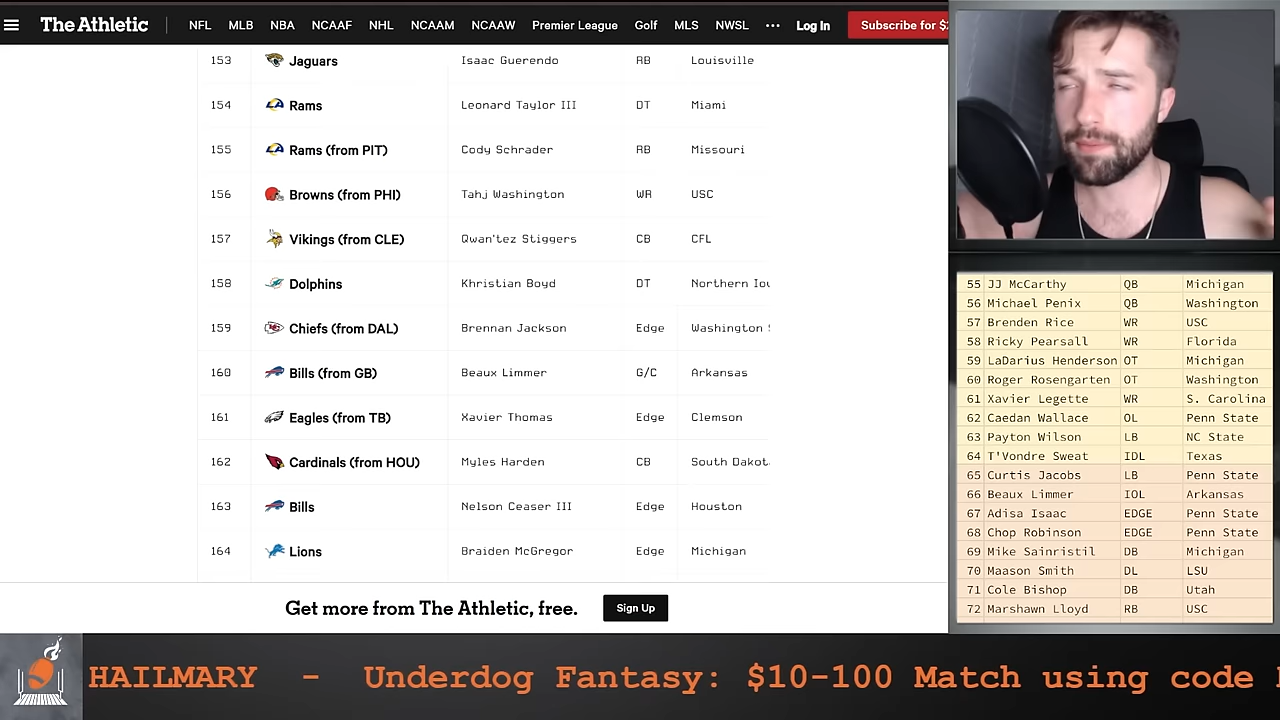 The Athletic NFL MLB NBA NCAAF NHL NCAAM NCAAW Premier League Golf MLS NWSL ••• Log In Subscribe for $
153 Jaguars Isaac Guerendo RB Louisville
154 Rams Leonard Taylor III DT Miami
155 Rams (from PIT) Cody Schrader RB Missouri
156 Browns (from PHI) Tahj Washington WR USC
157 Vikings (from CLE) Qwan'tez Stiggers CB CFL
158 Dolphins Khristian Boyd DT Northern
159 Chiefs (from DAL) Brennan Jackson Edge Washington
160 Bills (from GB) Beaux Limmer G/C Arkansas
161 Eagles (from TB) Xavier Thomas Edge Clemson
162 Cardinals (from HOU) Myles Harden CB South
163 Bills Nelson Ceaser III Edge Houston
164 Lions Braiden McGregor Edge Michigan
Get more from The Athletic, free. Sign Up
55 JJ McCarthy QB Michigan
56 Michael Penix QB Washington
57 Brenden Rice WR USC
58 Ricky Pearsall WR Florida
59 LaDarius Henderson OT Michigan
60 Roger Rosengarten OT Washington
61 Xavier Legette WR S. Carolina
62 Caedan Wallace OL Penn State
63 Payton Wilson LB NC State
64 T'Vondre Sweat IDL Texas
65 Curtis Jacobs LB Penn State
66 Beaux Limmer IOL Arkansas
67 Adisa Isaac EDGE Penn State
68 Chop Robinson EDGE Penn State
69 Mike Sainristil DB Michigan
70 Maason Smith DL LSU
71 Cole Bishop DB Utah
72 Marshawn Lloyd RB USC
HAILMARY - Underdog Fantasy: $10-100 Match using code